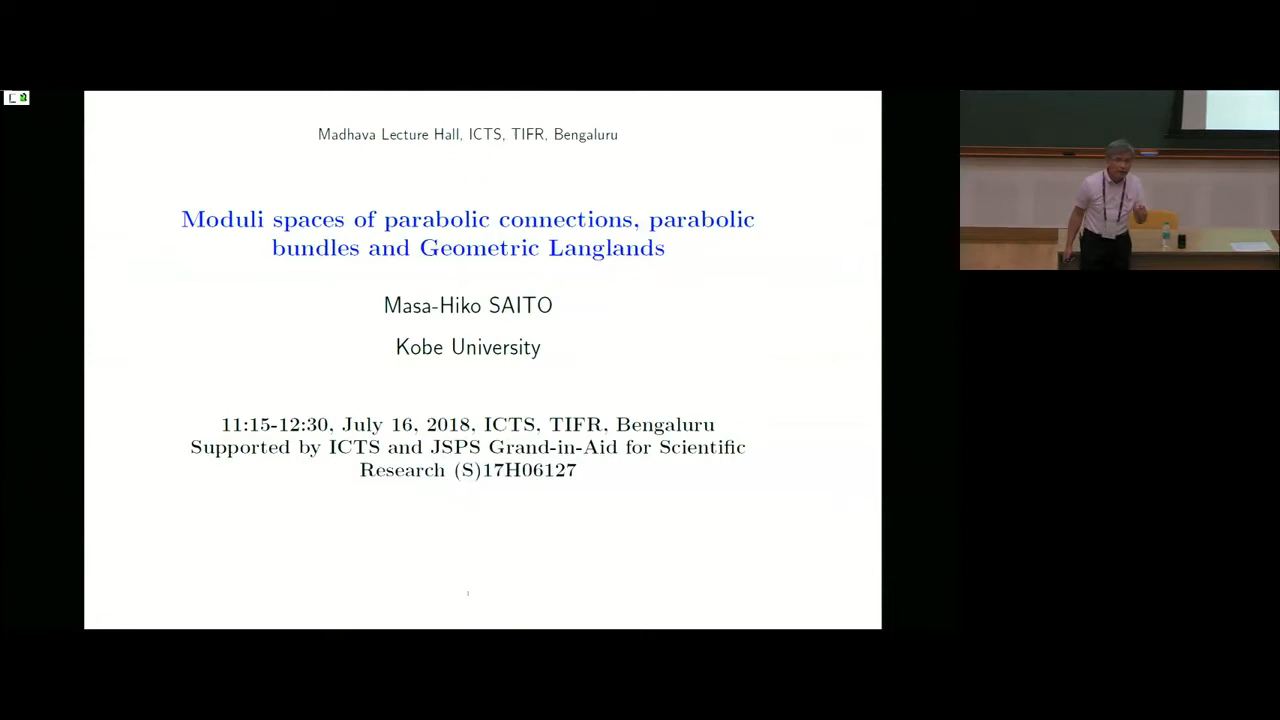 Madhava Lecture Hall, ICTS, TIFR, Bengaluru
Moduli spaces of parabolic connections, parabolic
bundles and Geometric Langlands
Masa-Hiko SAITO
Kobe University
11:15-12:30, July 16, 2018, ICTS, TIFR, Bengaluru
Supported by ICTS and JSPS Grand-in-Aid for Scientific
Research (S)17H06127
1